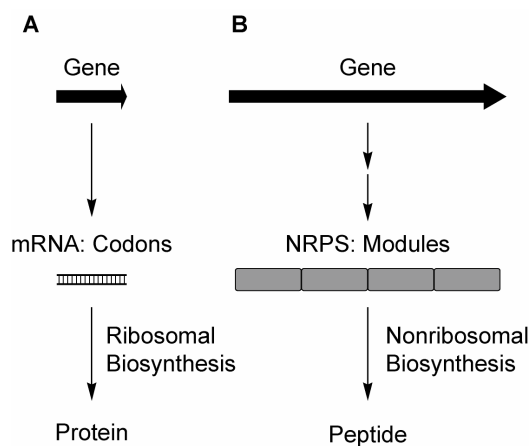 A
B
Gene
Gene
mRNA: Codons
NRPS: Modules
Ribosomal
Biosynthesis
Nonribosomal
Biosynthesis
Protein
Peptide